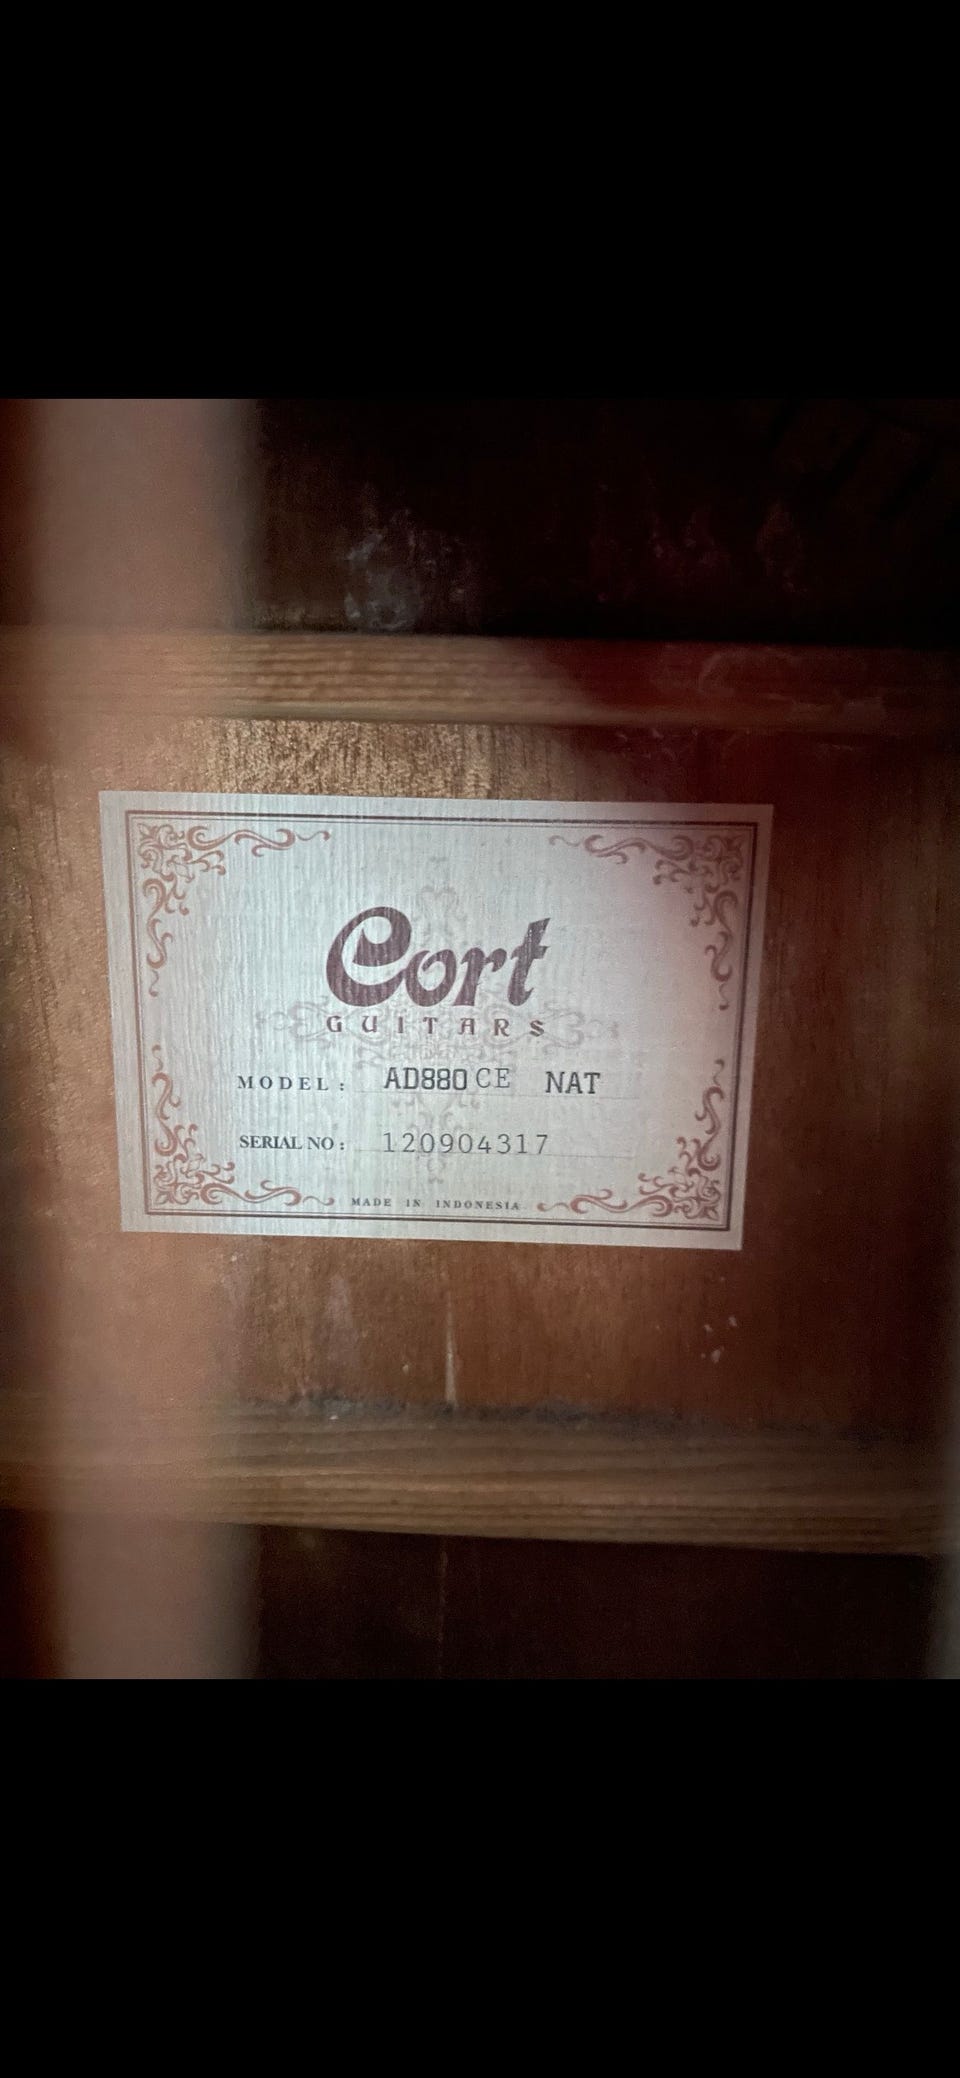 Cort
GUITARS
MODEL : AD880 CE NAT
SERIAL NO : 120904317
MADE IN INDONESIA